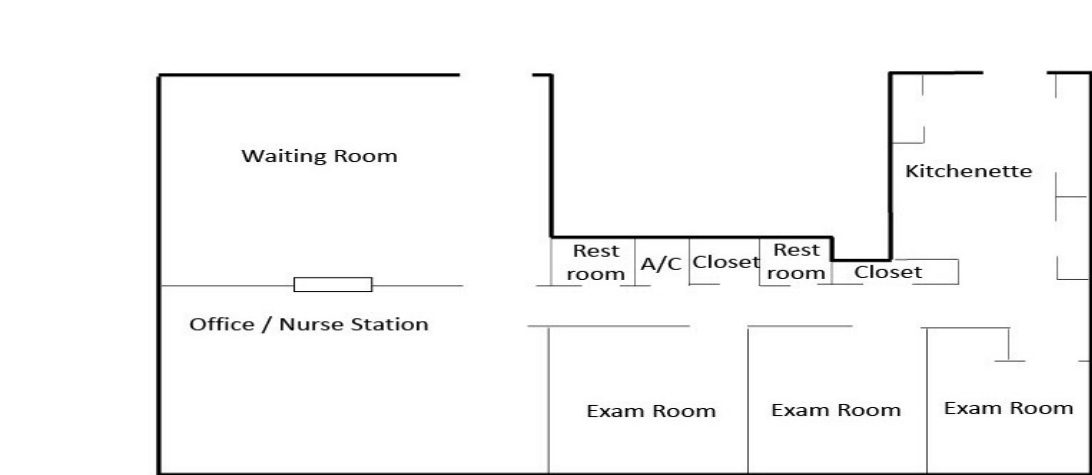 Waiting Room
Kitchenette
Rest
room
A/C
Closet
Rest
room
Closet
Office / Nurse Station
Exam Room
Exam Room
Exam Room